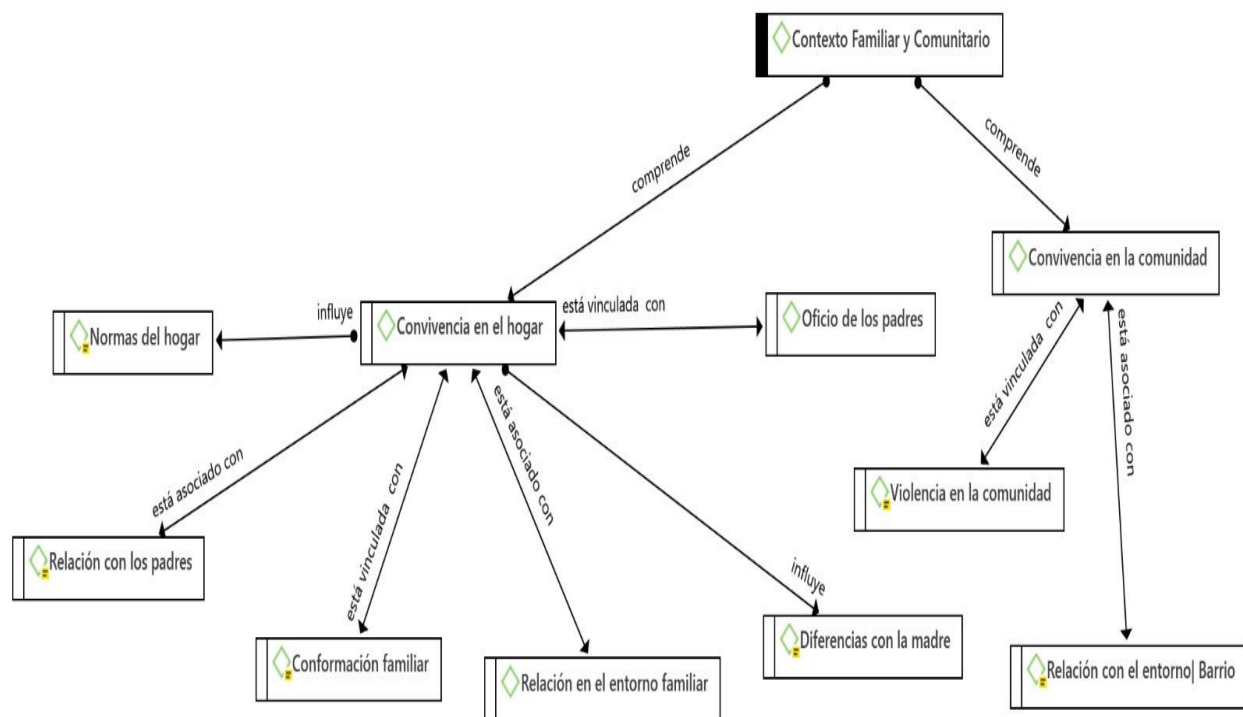 Contexto Familiar y Comunitario
comprende
comprende
Convivencia en la comunidad
influye
está vinculada con
Normas del hogar
Convivencia en el hogar
Oficio de los padres
está vinculada con
está asociado con
está asociado con
está asociado con
está vinculada con
Violencia en la comunidad
Relación con los padres
influye
Conformación familiar
Relación en el entorno familiar
Diferencias con la madre
Relación con el entorno| Barrio